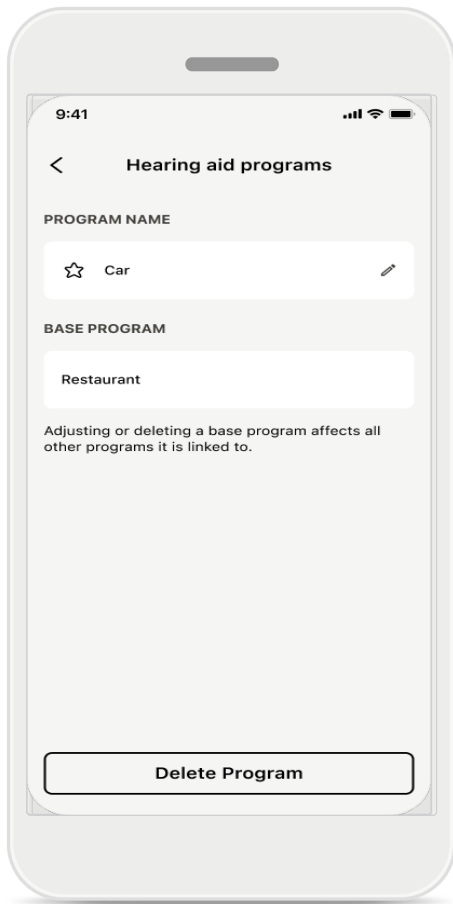 9:41
Hearing aid programs
PROGRAM NAME
Car
BASE PROGRAM
Restaurant
Adjusting or deleting a base program affects all
other programs it is linked to.
Delete Program